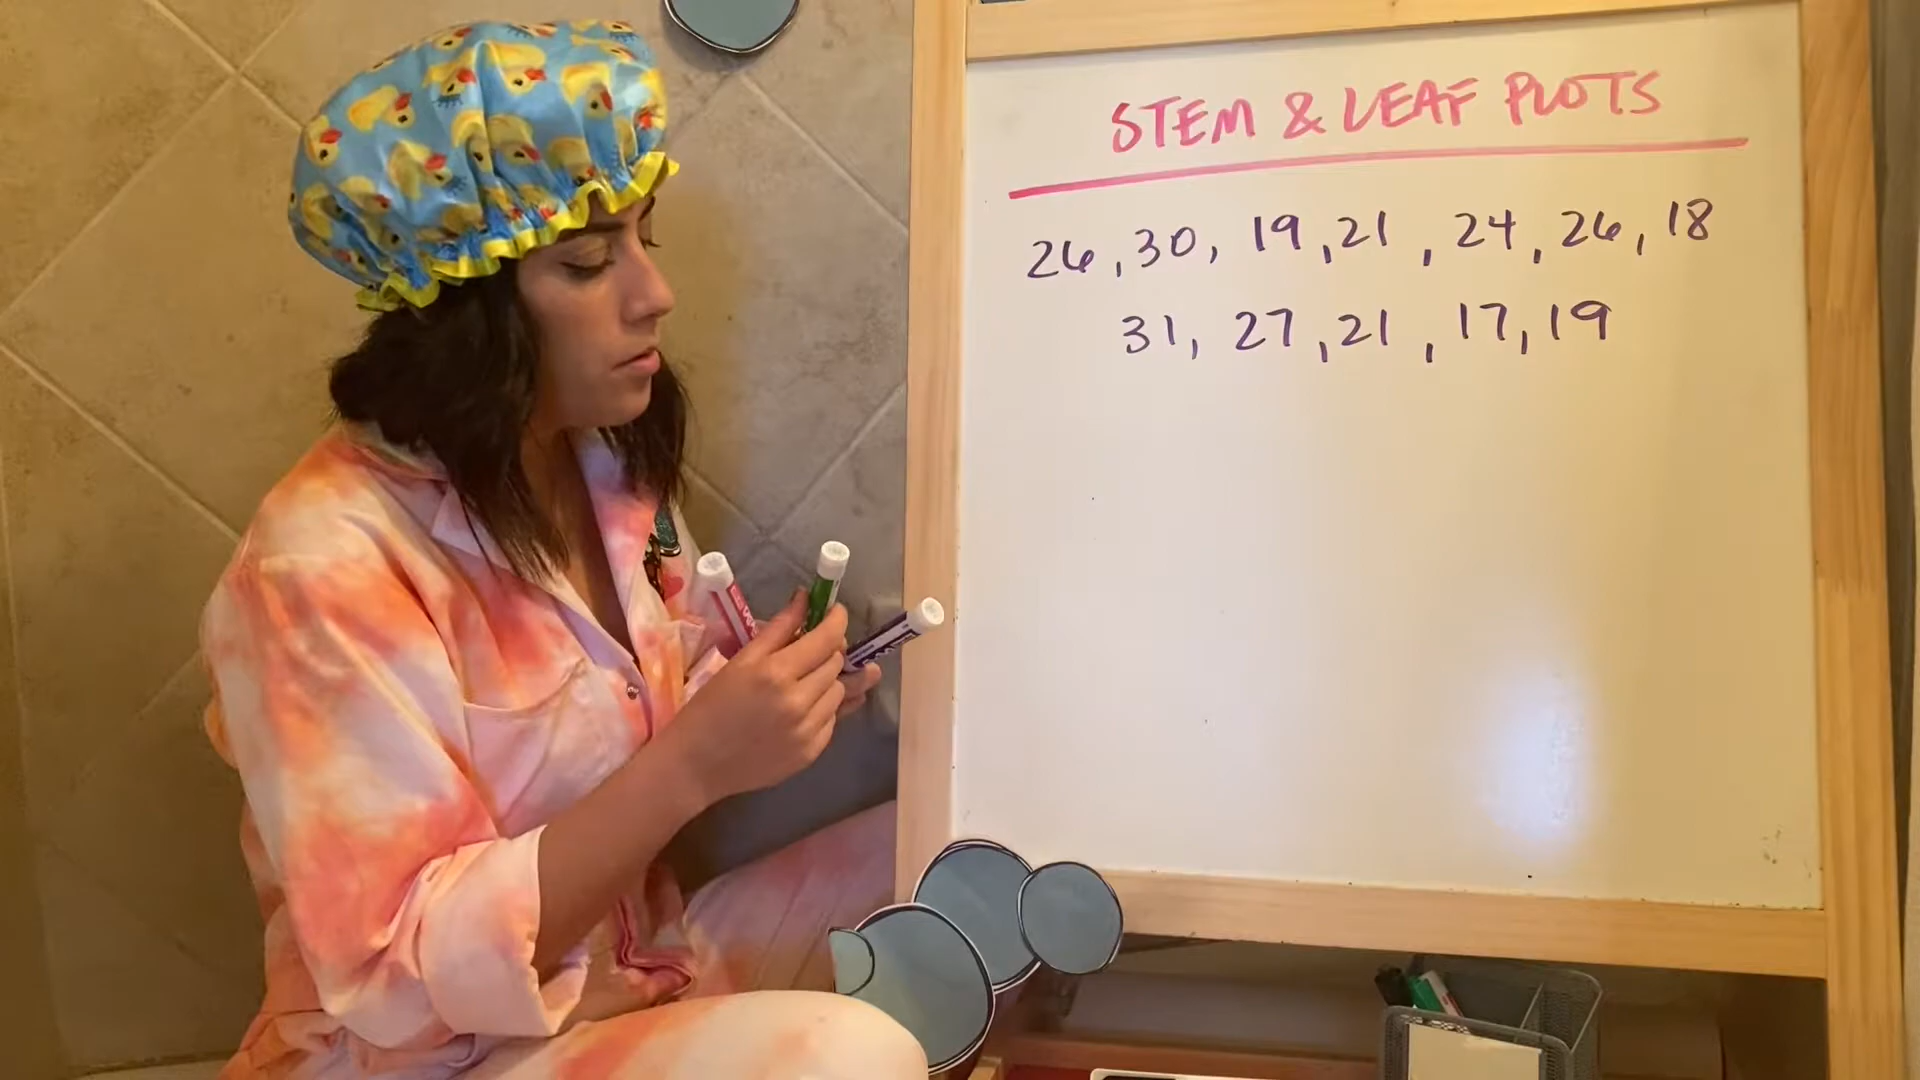 STEM & LEAF PLOTS
26, 30, 19, 21, 24, 26, 18
31, 27, 21, 17, 19